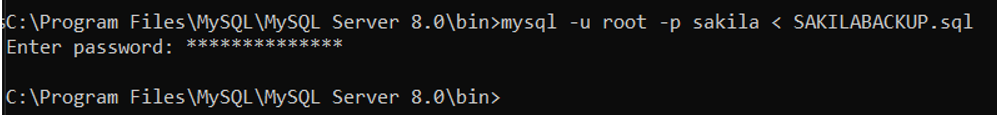 sC:\Program Files\MySQL\MySQL Server 8.0\bin>mysql -u root -p sakila < SAKILABACKUP.sql
Enter password: **************
C:\Program Files\MySQL\MySQL Server 8.0\bin>